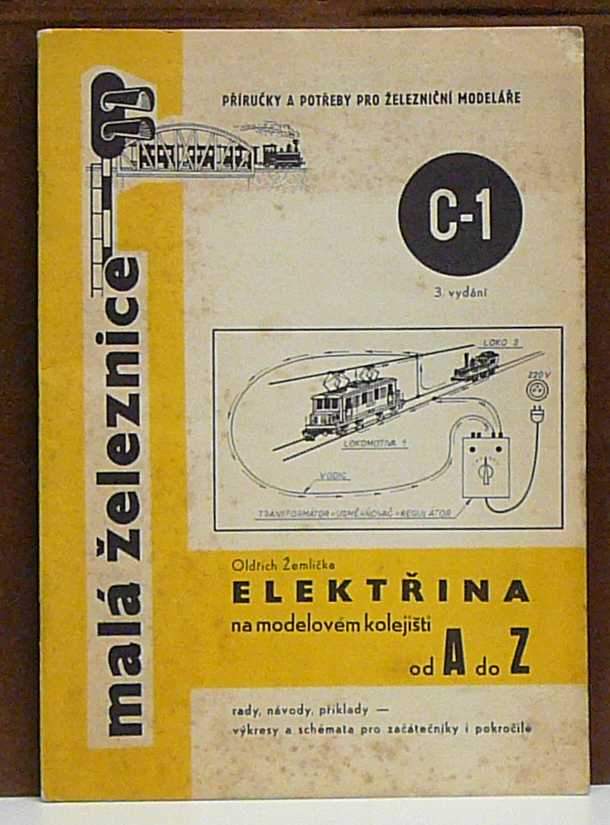 PŘÍRUČKY A POTŘEBY PRO ŽELEZNIČNÍ MODELÁŘE
C-1
3. vydání
malá železnice
LOKO 2
220V
LOKOMOTIVA 1
VODIČ
TRANSFORMÁTOR-USMĚRŇOVAČ-REGULÁTOR
Oldřich Žemlička
ELEKTŘINA
na modelovém kolejišti
od A do Z
rady, návody, příklady —
výkresy a schémata pro začátečníky i pokročilé